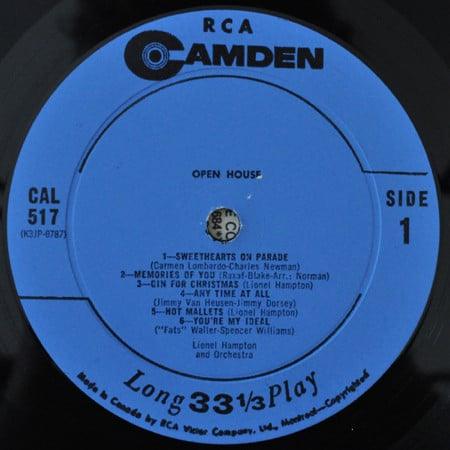 RCA
CAMDEN
OPEN HOUSE
CAL
517
(K3JP-8787)
SIDE
1
1—SWEETHEARTS ON PARADE
(Carmen Lombardo-Charles Newman)
2—MEMORIES OF YOU (Razaf-Blake-Arr.: Norman)
3—GIN FOR CHRISTMAS (Lionel Hampton)
4—ANY TIME AT ALL
(Jimmy Van Heusen-Jimmy Dorsey)
5—HOT MALLETS (Lionel Hampton)
6—YOU'RE MY IDEAL
("Fats" Waller-Spencer Williams)
Lionel Hampton
and Orchestra
Long 33 1/3 Play
Made in Canada by RCA Victor Company, Ltd., Montreal—Copyrighted